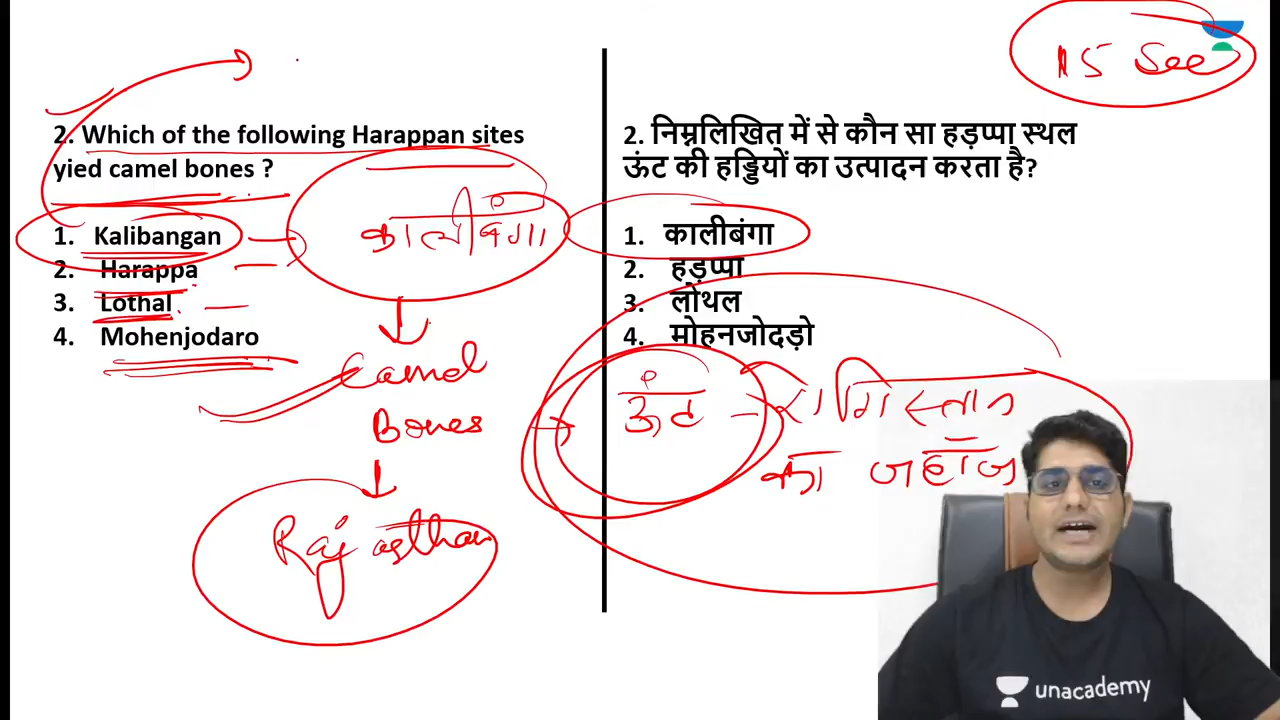 15 Sec
2. Which of the following Harappan sites
yied camel bones ?
1. Kalibangan
2. Harappa
3. Lothal
4. Mohenjodaro
कालीबंगा
Camel
Bones
Rajasthan
2. निम्नलिखित में से कौन सा हड़प्पा स्थल
ऊंट की हड्डियों का उत्पादन करता है?
1. कालीबंगा
2. हड़प्पा
3. लोथल
4. मोहनजोदड़ो
ऊंट - रेगिस्तान
का जहाँज
unacademy